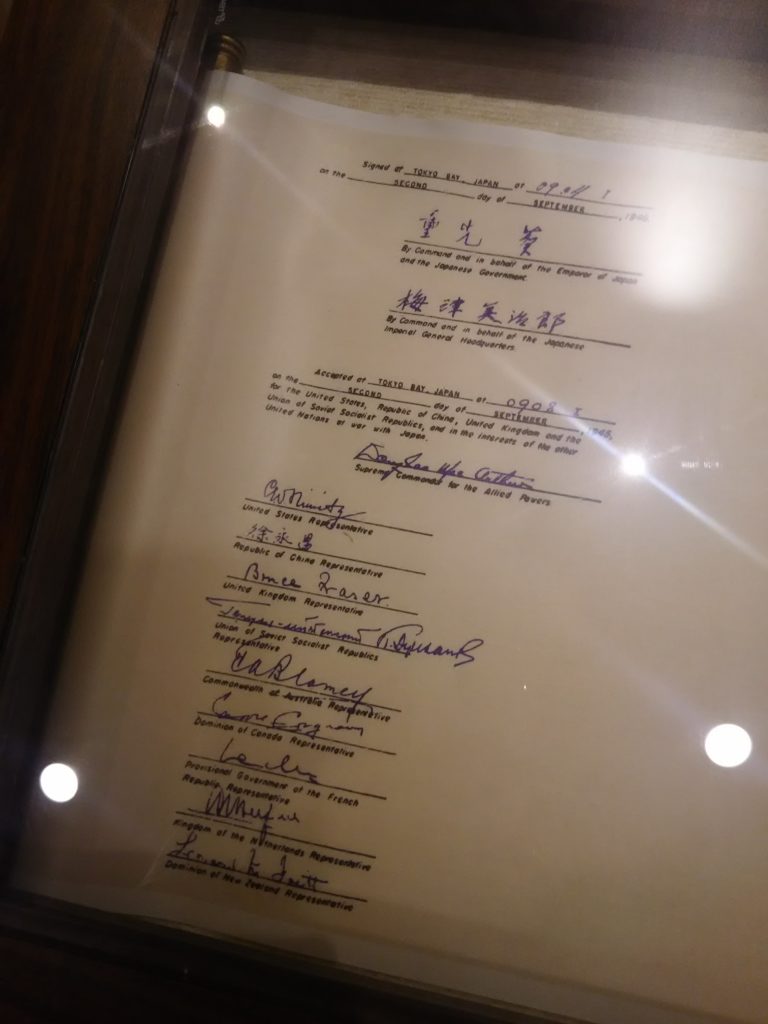 Signed at TOKYO BAY, JAPAN at 0904 I
on the SECOND day of SEPTEMBER, 1945.
重光 葵
By Command and in behalf of the Emperor of Japan
and the Japanese Government.
梅津美治郎
By Command and in behalf of the Japanese
Imperial General Headquarters.
Accepted at TOKYO BAY, JAPAN at 0908 I
on the SECOND day of SEPTEMBER, 1945,
for the United States, Republic of China, United Kingdom and the
Union of Soviet Socialist Republics, and in the interests of the other
United Nations at war with Japan.
Douglas MacArthur
Supreme Commander for the Allied Powers.
C W Nimitz
United States Representative
徐永昌
Republic of China Representative
Bruce Fraser.
United Kingdom Representative
Union of Soviet Socialist Republics
Representative
T A Blamey
Commonwealth of Australia Representative
Dominion of Canada Representative
Provisional Government of the French
Republic Representative
Kingdom of the Netherlands Representative
Dominion of New Zealand Representative